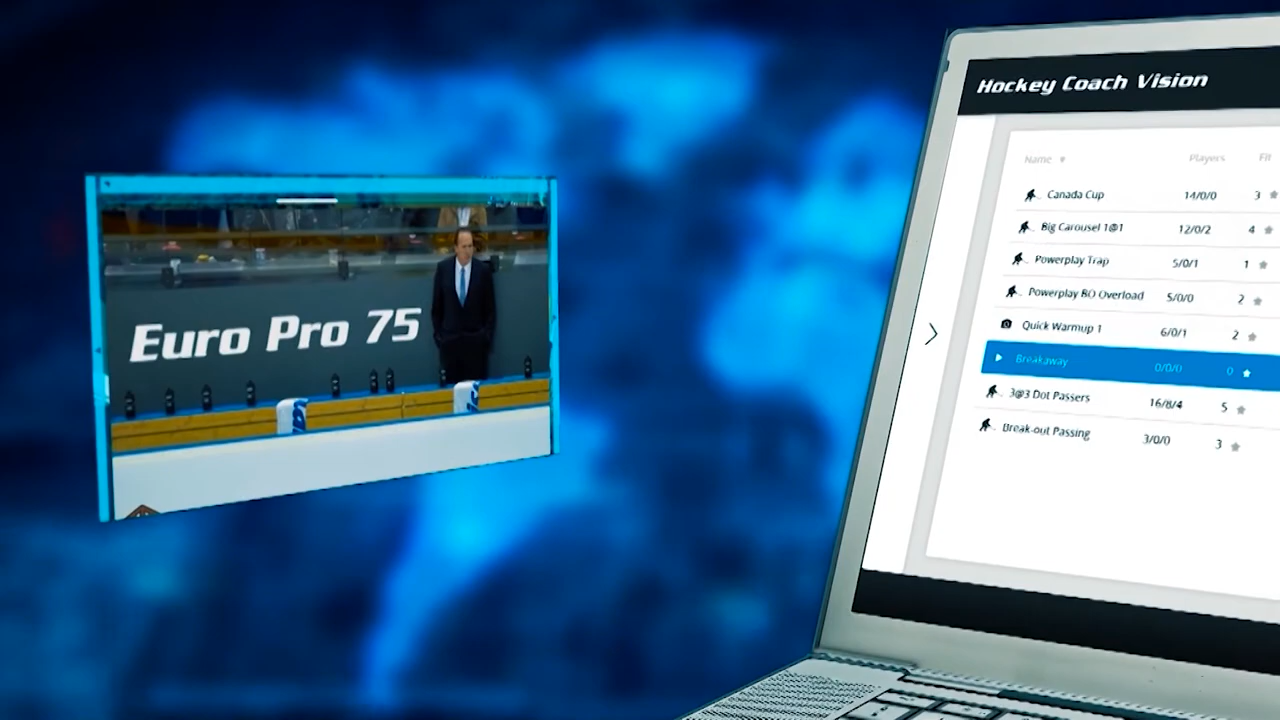 Euro Pro 75
Hockey Coach Vision
Name Players
Canada Cup 14/0/0 3
Big Carousel 1@1 12/0/2 4
Powerplay Trap 5/0/1 1
Powerplay BO Overload 5/0/0 2
Quick Warmup 1 6/0/1 2
Breakaway 0/0/0 0
3@3 Dot Passers 16/8/4 5
Break-out Passing 3/0/0 3